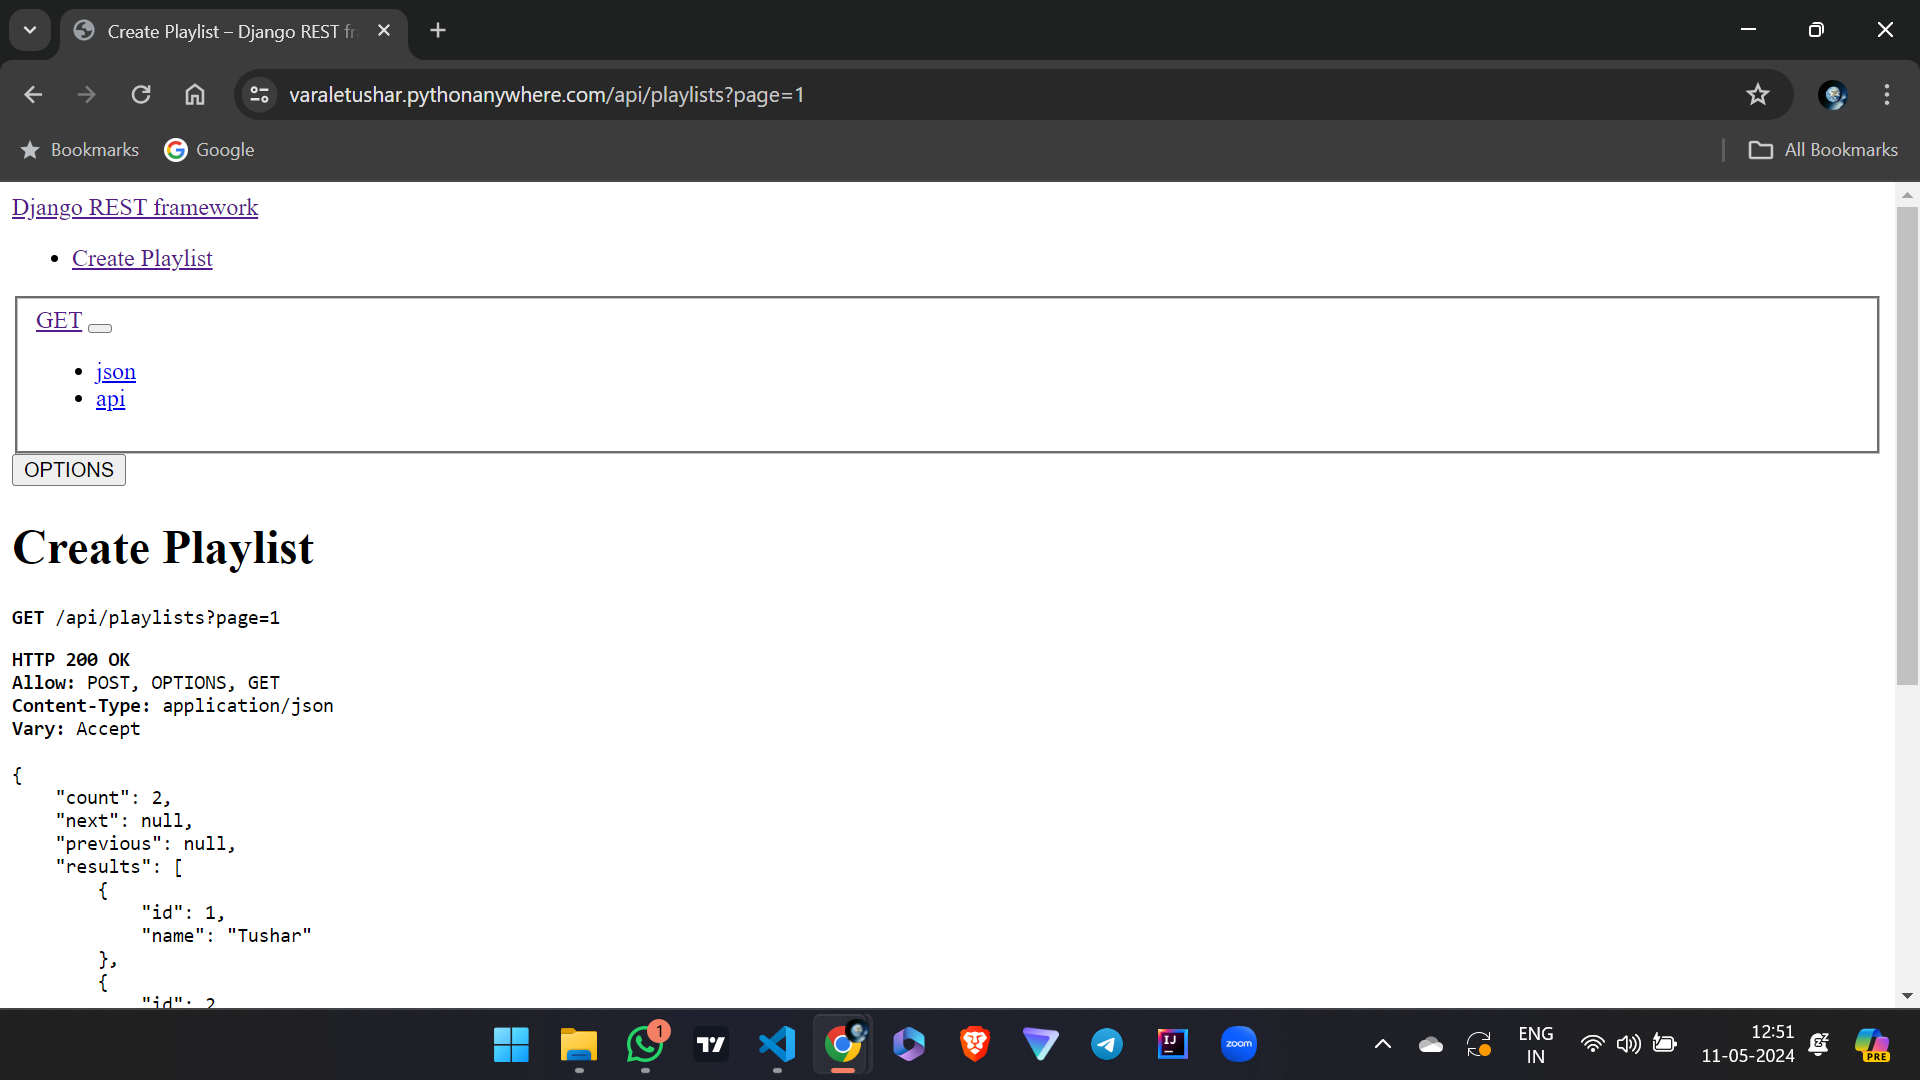 Create Playlist – Django REST fr
varaletushar.pythonanywhere.com/api/playlists?page=1
Bookmarks
Google
All Bookmarks
Django REST framework
Create Playlist
GET
json
api
OPTIONS
Create Playlist
GET /api/playlists?page=1
HTTP 200 OK
Allow: POST, OPTIONS, GET
Content-Type: application/json
Vary: Accept
{
"count": 2,
"next": null,
"previous": null,
"results": [
{
"id": 1,
"name": "Tushar"
},
{
"id": 2
1
IJ
zoom
ENG
IN
12:51
11-05-2024
PRE